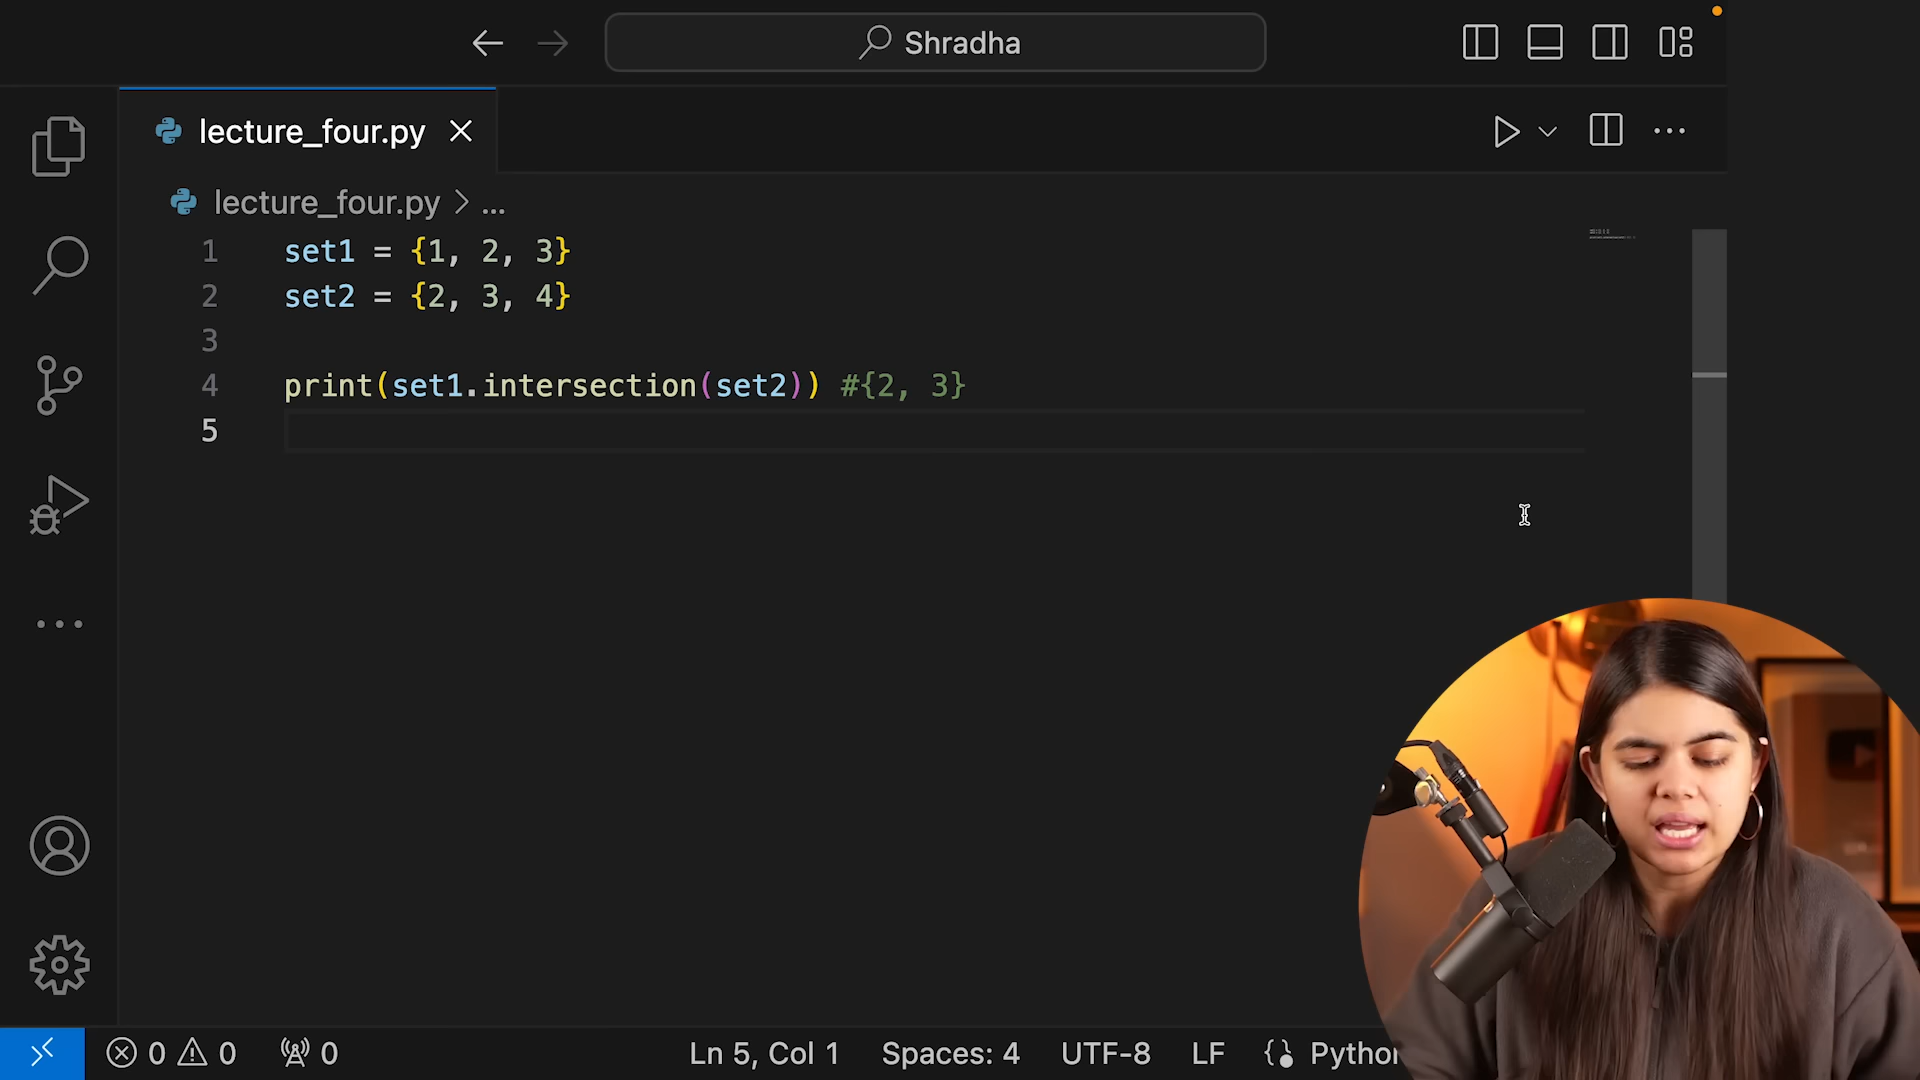 Shradha
lecture_four.py
lecture_four.py > ...
1 set1 = {1, 2, 3}
2 set2 = {2, 3, 4}
3
4 print(set1.intersection(set2)) #{2, 3}
5
0 0 0 Ln 5, Col 1 Spaces: 4 UTF-8 LF Python